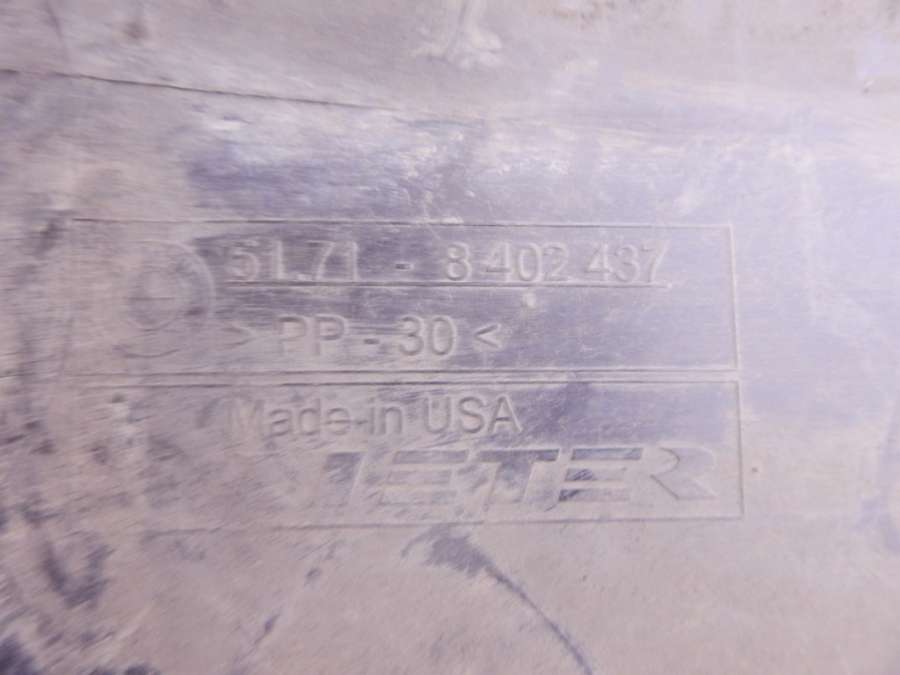 51.71 - 8 402 437
> PP - 30 <
Made in USA